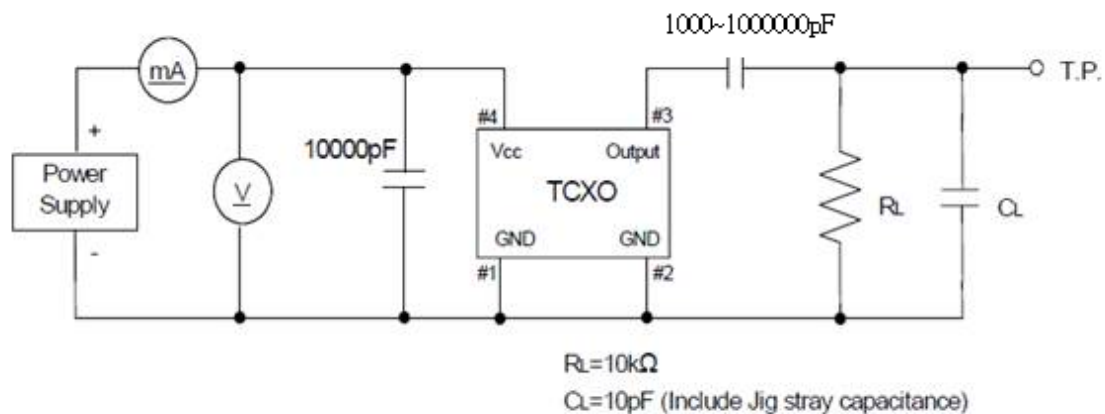 1000~1000000pF
mA
T.P.
+
#4
#3
10000pF
Vcc
Output
Power
Supply
V
TCXO
RL
CL
-
GND
GND
#1
#2
RL=10kΩ
CL=10pF (Include Jig stray capacitance)